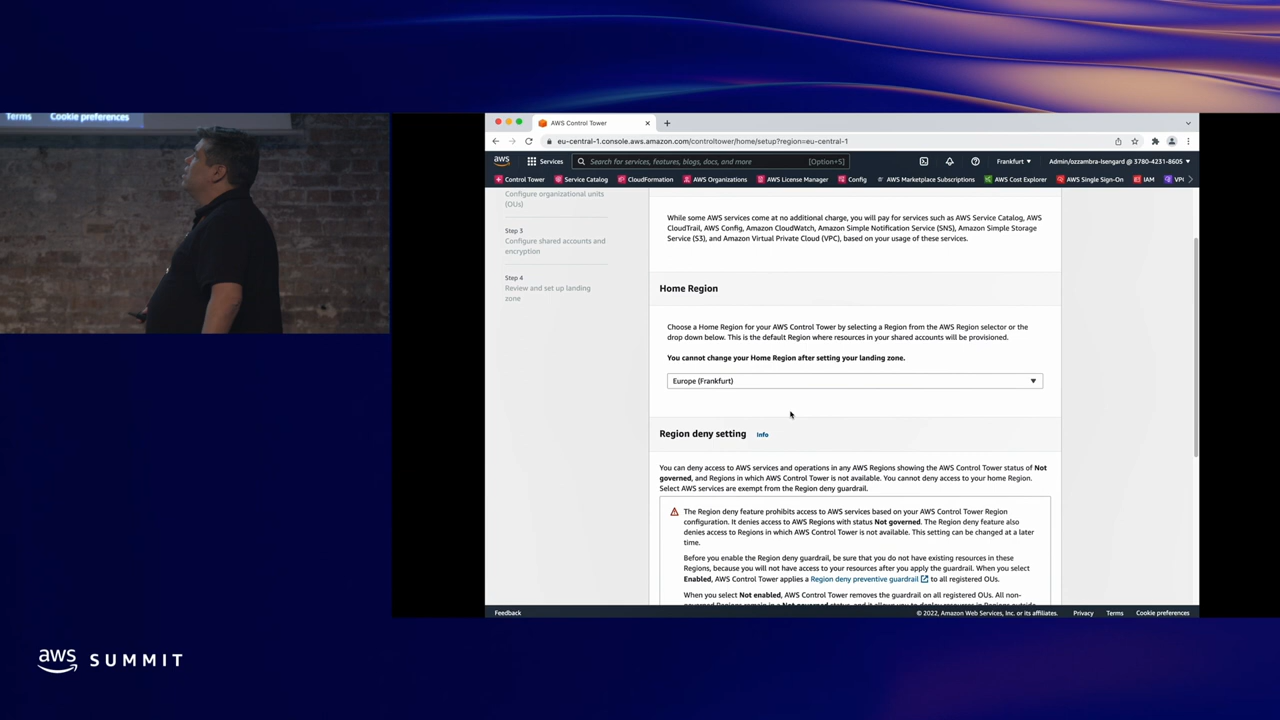 Terms Cookie preferences
AWS Control Tower
eu-central-1.console.aws.amazon.com/controltower/home/setup?region=eu-central-1
aws Services Search for services, features, blogs, docs, and more [Option+S] Frankfurt Admin/ozzambra-Isengard @ 3780-4231-8605
Control Tower Service Catalog CloudFormation AWS Organizations AWS License Manager Config AWS Marketplace Subscriptions AWS Cost Explorer AWS Single Sign-On IAM VPC
Configure organizational units
(OUs)
Step 3
Configure shared accounts and
encryption
Step 4
Review and set up landing
zone
While some AWS services come at no additional charge, you will pay for services such as AWS Service Catalog, AWS
CloudTrail, AWS Config, Amazon CloudWatch, Amazon Simple Notification Service (SNS), Amazon Simple Storage
Service (S3), and Amazon Virtual Private Cloud (VPC), based on your usage of these services.
Home Region
Choose a Home Region for your AWS Control Tower by selecting a Region from the AWS Region selector or the
drop down below. This is the default Region where resources in your shared accounts will be provisioned.
You cannot change your Home Region after setting your landing zone.
Europe (Frankfurt)
Region deny setting Info
You can deny access to AWS services and operations in any AWS Regions showing the AWS Control Tower status of Not
governed, and Regions in which AWS Control Tower is not available. You cannot deny access to your home Region.
Select AWS services are exempt from the Region deny guardrail.
The Region deny feature prohibits access to AWS services based on your AWS Control Tower Region
configuration. It denies access to AWS Regions with status Not governed. The Region deny feature also
denies access to Regions in which AWS Control Tower is not available. This setting can be changed at a later
time.
Before you enable the Region deny guardrail, be sure that you do not have existing resources in these
Regions, because you will not have access to your resources after you apply the guardrail. When you select
Enabled, AWS Control Tower applies a Region deny preventive guardrail to all registered OUs.
When you select Not enabled, AWS Control Tower removes the guardrail on all registered OUs. All non-
Feedback © 2022, Amazon Web Services, Inc. or its affiliates. Privacy Terms Cookie preferences
aws SUMMIT